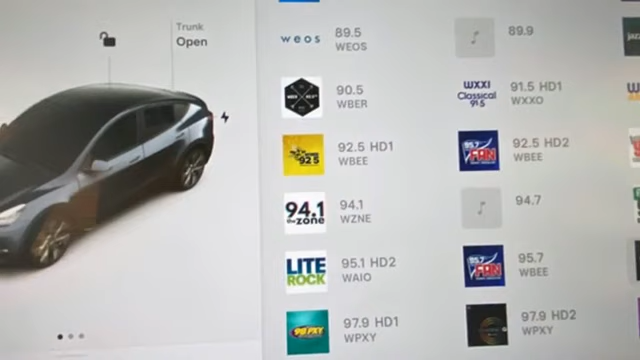 Trunk
Open
weos
89.5
WEOS
89.9
90.5
WBER
WXXI
Classical
91.5
91.5 HD1
WXXO
92.5
92.5 HD1
WBEE
95.7
FAN
92.5 HD2
WBEE
94.1
the zone
94.1
WZNE
94.7
LITE
ROCK
95.1 HD2
WAIO
95.7
FAN
95.7
WBEE
98PXY
97.9 HD1
WPXY
97.9 HD2
WPXY